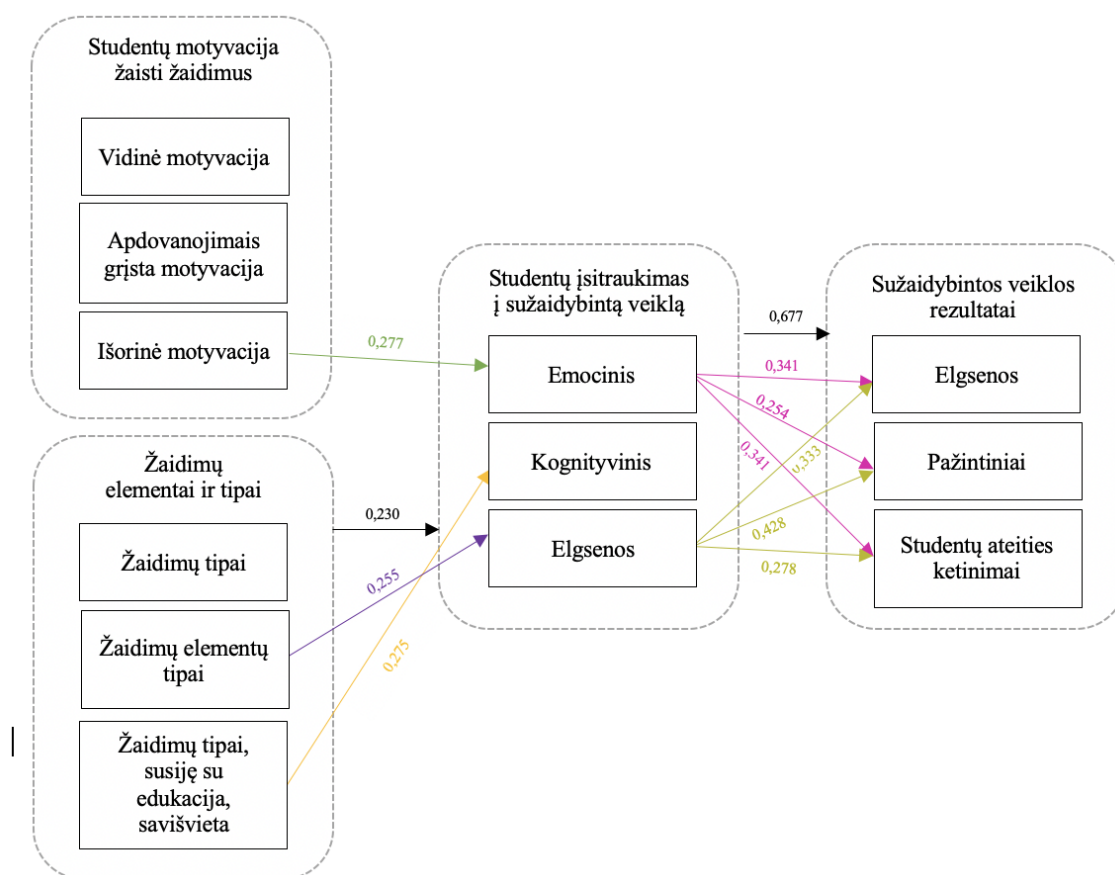 Studentų motyvacija
žaisti žaidimus
Vidinė motyvacija
Apdovanojimais
grįsta motyvacija
Išorinė motyvacija
0,277
Žaidimų
elementai ir tipai
Žaidimų tipai
Žaidimų elementų
tipai
Žaidimų tipai,
susiję su
edukacija,
savišvieta
0,230
0,255
0,275
Studentų įsitraukimas
į sužaidybintą veiklą
Emocinis
Kognityvinis
Elgsenos
0,677
0,341
0,254
0,341
0,333
0,428
0,278
Sužaidybintos veiklos
rezultatai
Elgsenos
Pažintiniai
Studentų ateities
ketinimai